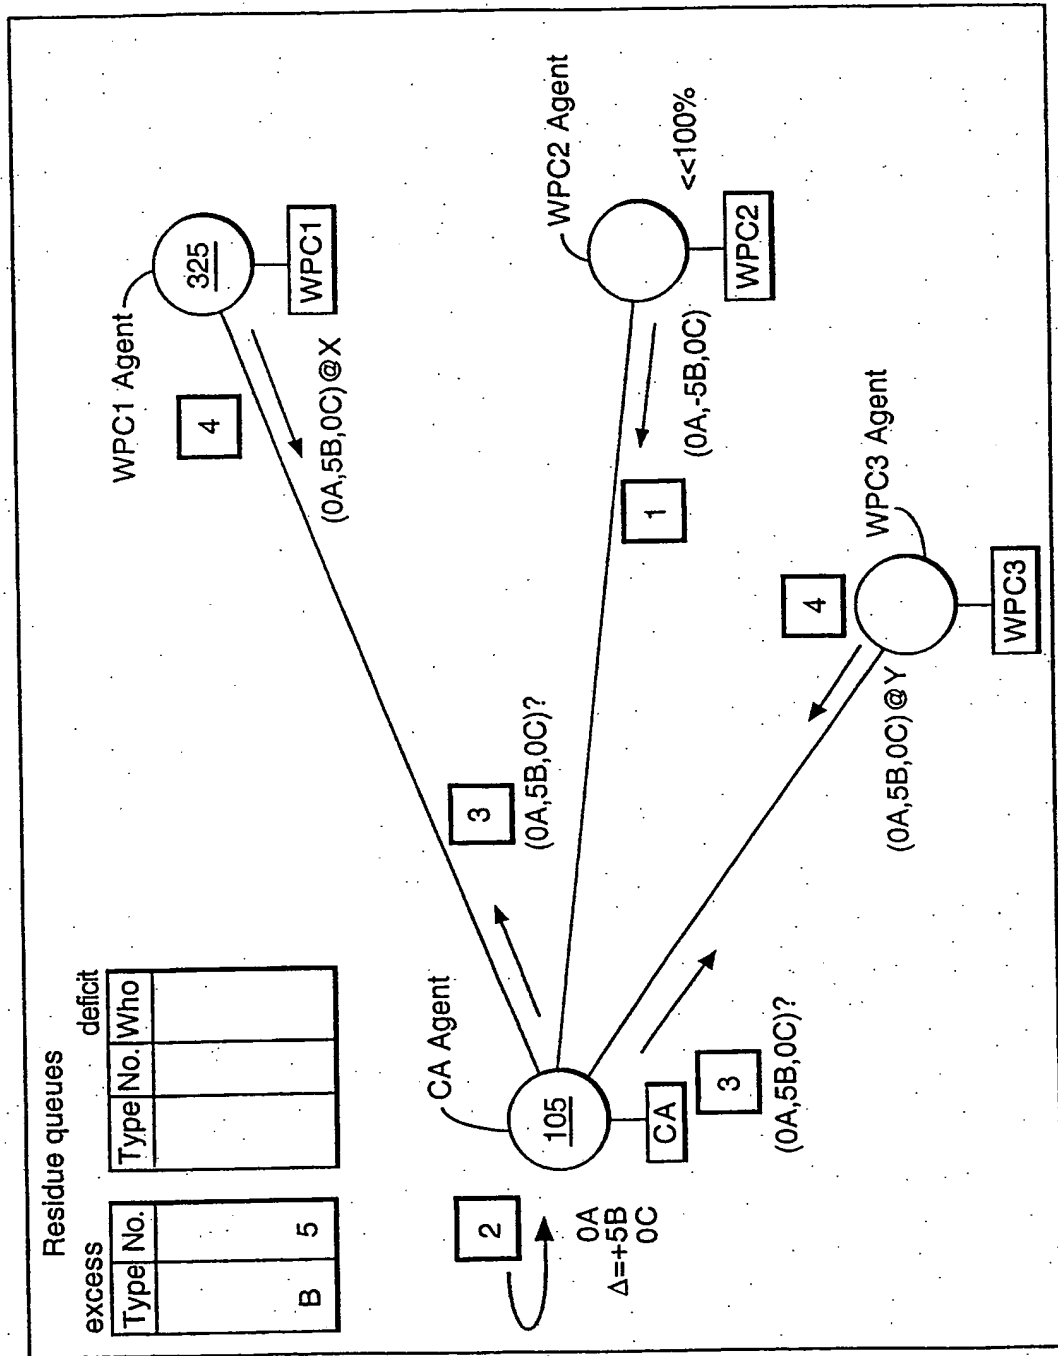 Residue queues
excess
deficit
Type No.
B 5
Type No. Who
2
0A
Δ=+5B
0C
CA Agent
105
CA
3
(0A,5B,0C)?
3
(0A,5B,0C)?
WPC1 Agent
325
WPC1
4
(0A,5B,0C)@X
WPC2 Agent
<<100%
WPC2
(0A,-5B,0C)
1
WPC3 Agent
4
(0A,5B,0C)@Y
WPC3